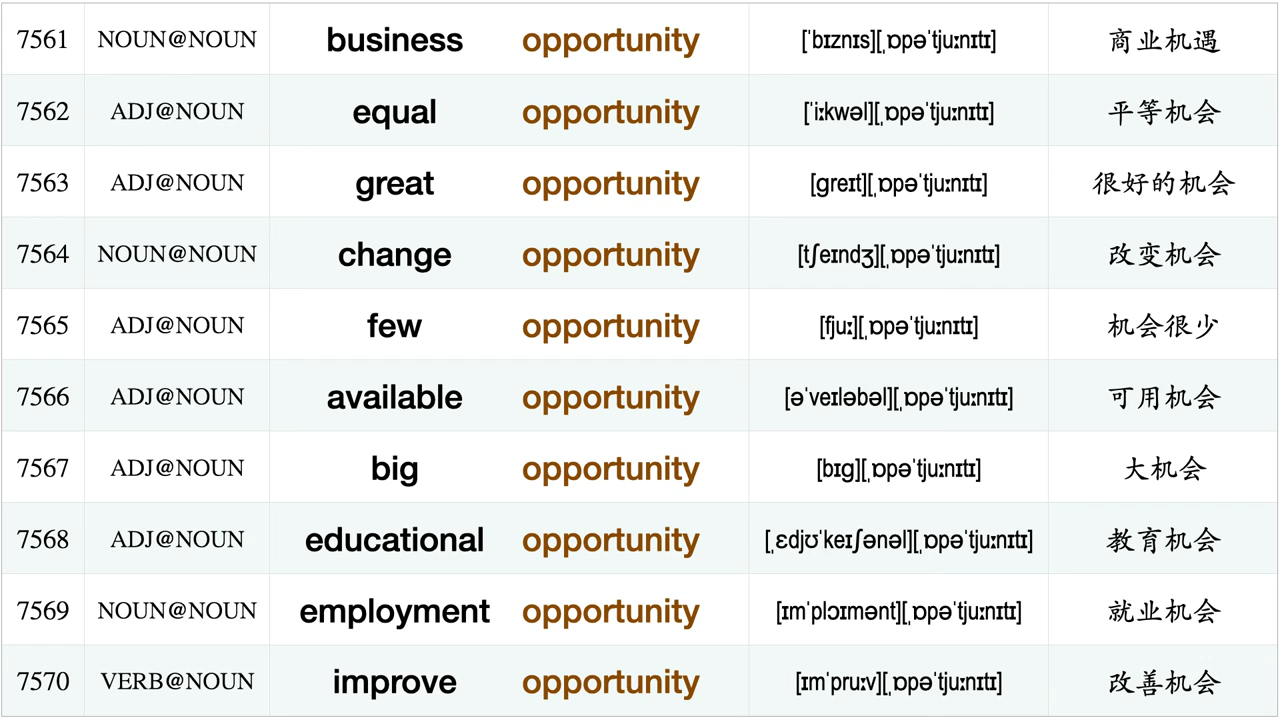 7561 NOUN@NOUN business opportunity [ˈbɪznɪs][ˌɒpəˈtjuːnɪtɪ] 商业机遇
7562 ADJ@NOUN equal opportunity [ˈiːkwəl][ˌɒpəˈtjuːnɪtɪ] 平等机会
7563 ADJ@NOUN great opportunity [ɡreɪt][ˌɒpəˈtjuːnɪtɪ] 很好的机会
7564 NOUN@NOUN change opportunity [tʃeɪndʒ][ˌɒpəˈtjuːnɪtɪ] 改变机会
7565 ADJ@NOUN few opportunity [fjuː][ˌɒpəˈtjuːnɪtɪ] 机会很少
7566 ADJ@NOUN available opportunity [əˈveɪləbəl][ˌɒpəˈtjuːnɪtɪ] 可用机会
7567 ADJ@NOUN big opportunity [bɪɡ][ˌɒpəˈtjuːnɪtɪ] 大机会
7568 ADJ@NOUN educational opportunity [ˌɛdjʊˈkeɪʃənəl][ˌɒpəˈtjuːnɪtɪ] 教育机会
7569 NOUN@NOUN employment opportunity [ɪmˈplɔɪmənt][ˌɒpəˈtjuːnɪtɪ] 就业机会
7570 VERB@NOUN improve opportunity [ɪmˈpruːv][ˌɒpəˈtjuːnɪtɪ] 改善机会